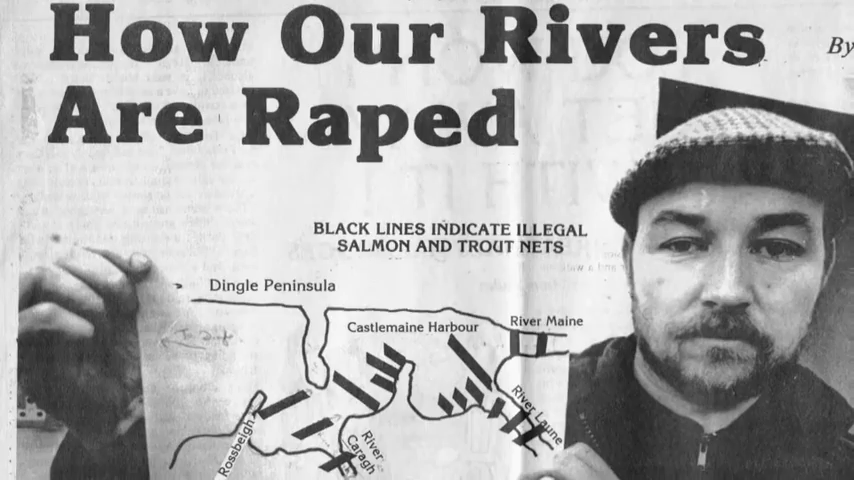 How Our Rivers
Are Raped
By
BLACK LINES INDICATE ILLEGAL
SALMON AND TROUT NETS
Dingle Peninsula
Castlemaine Harbour
River Maine
River Laune
River
Caragh
Rossbeigh